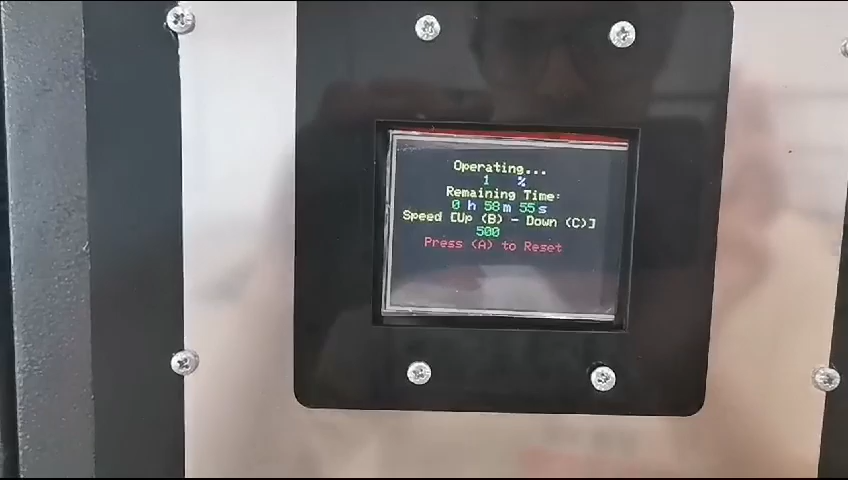 Operating...
1 %
Remaining Time:
0 h 58 m 55 s
Speed [Up (B) - Down (C)]
500
Press (A) to Reset